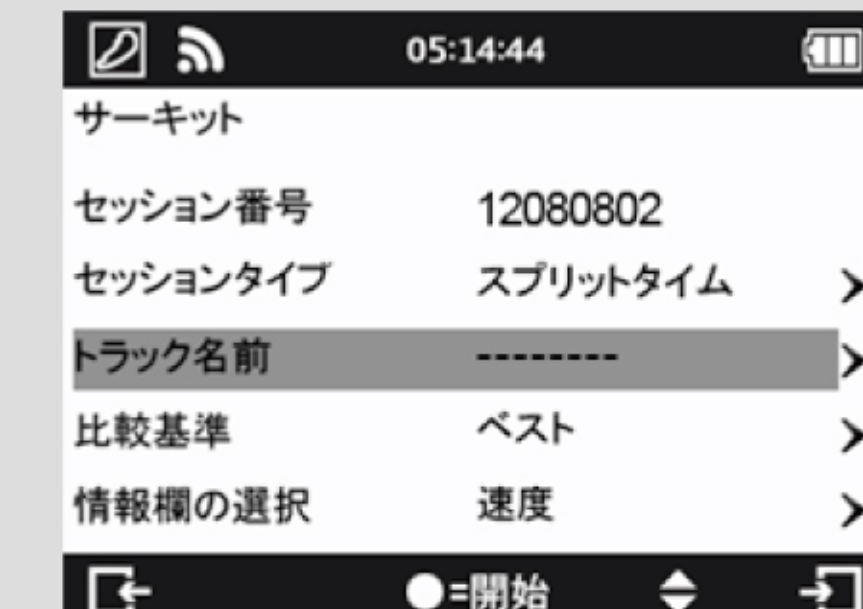 05:14:44
サーキット
セッション番号 12080802
セッションタイプ スプリットタイム
トラック名前 --------
比較基準 ベスト
情報欄の選択 速度
=開始